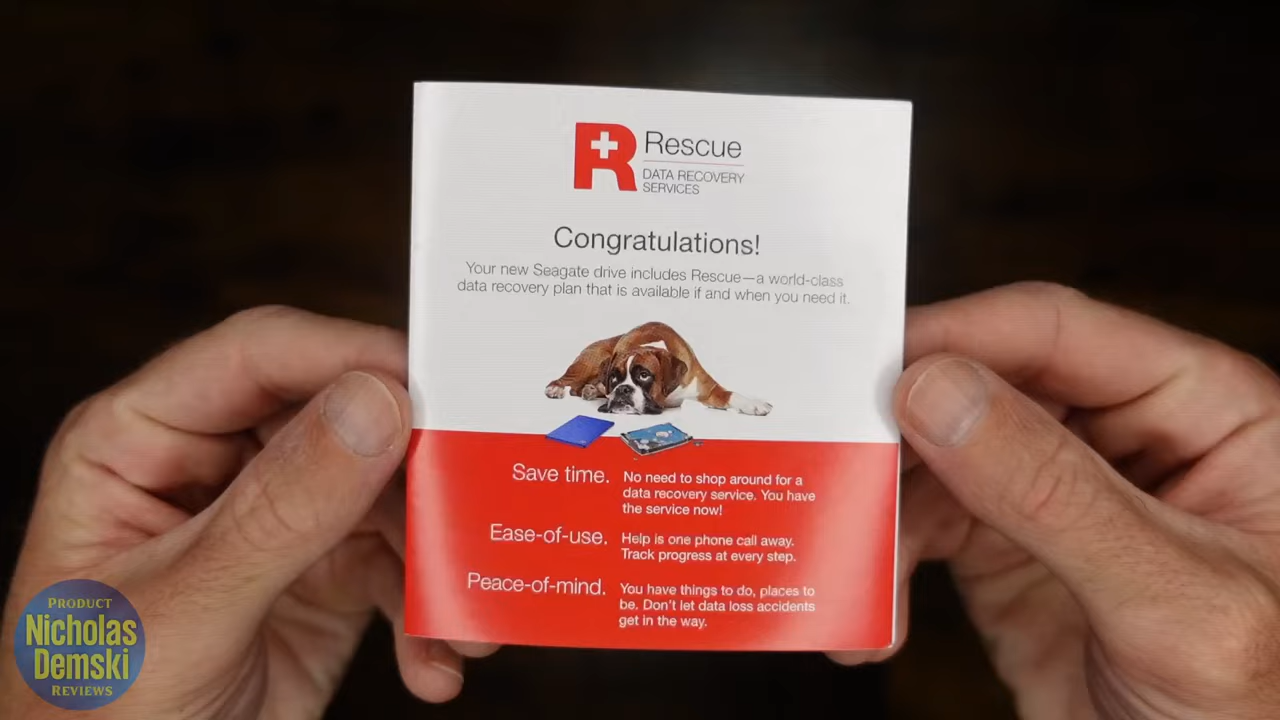 R Rescue
DATA RECOVERY
SERVICES
Congratulations!
Your new Seagate drive includes Rescue—a world-class
data recovery plan that is available if and when you need it.
Save time. No need to shop around for a
data recovery service. You have
the service now!
Ease-of-use. Help is one phone call away.
Track progress at every step.
Peace-of-mind. You have things to do, places to
be. Don't let data loss accidents
get in the way.
PRODUCT
Nicholas
Demski
REVIEWS